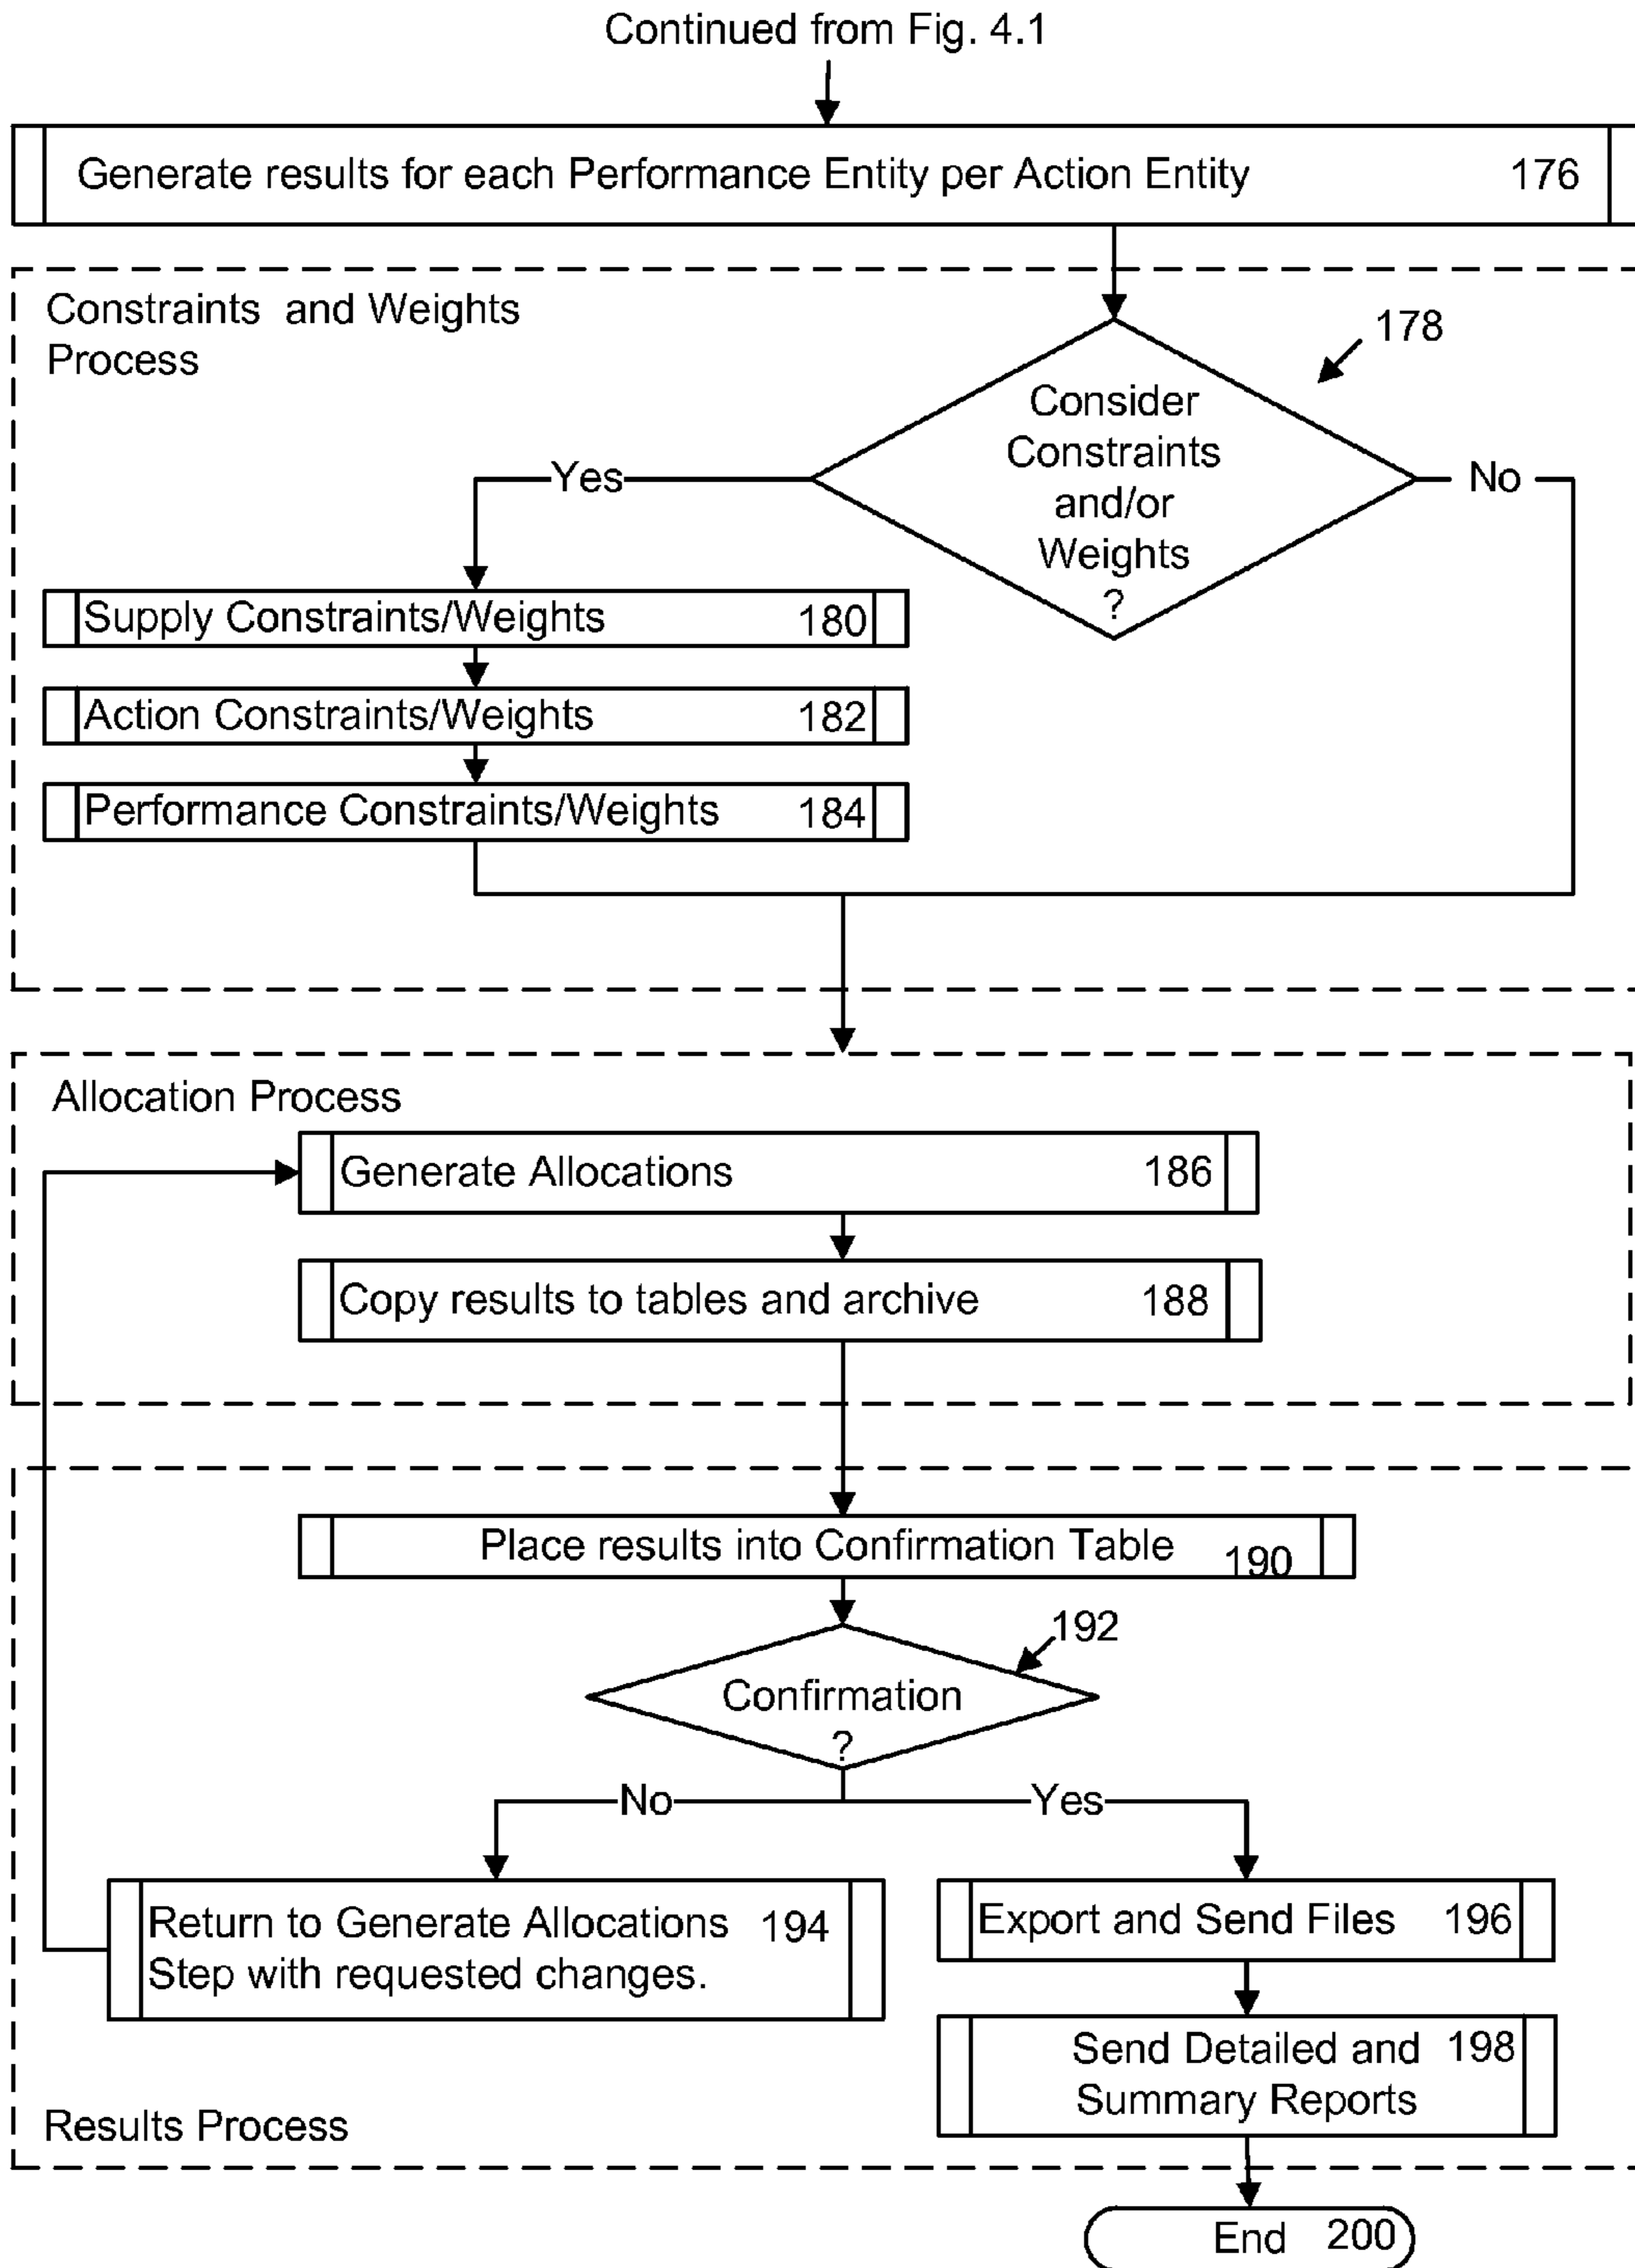 Continued from Fig. 4.1
Generate results for each Performance Entity per Action Entity 176
Constraints and Weights
Process
178
Consider
Constraints
and/or
Weights
?
Yes
No
Supply Constraints/Weights 180
Action Constraints/Weights 182
Performance Constraints/Weights 184
Allocation Process
Generate Allocations 186
Copy results to tables and archive 188
Place results into Confirmation Table 190
192
Confirmation
?
No
Yes
Return to Generate Allocations 194
Step with requested changes.
Export and Send Files 196
Send Detailed and 198
Summary Reports
Results Process
End 200